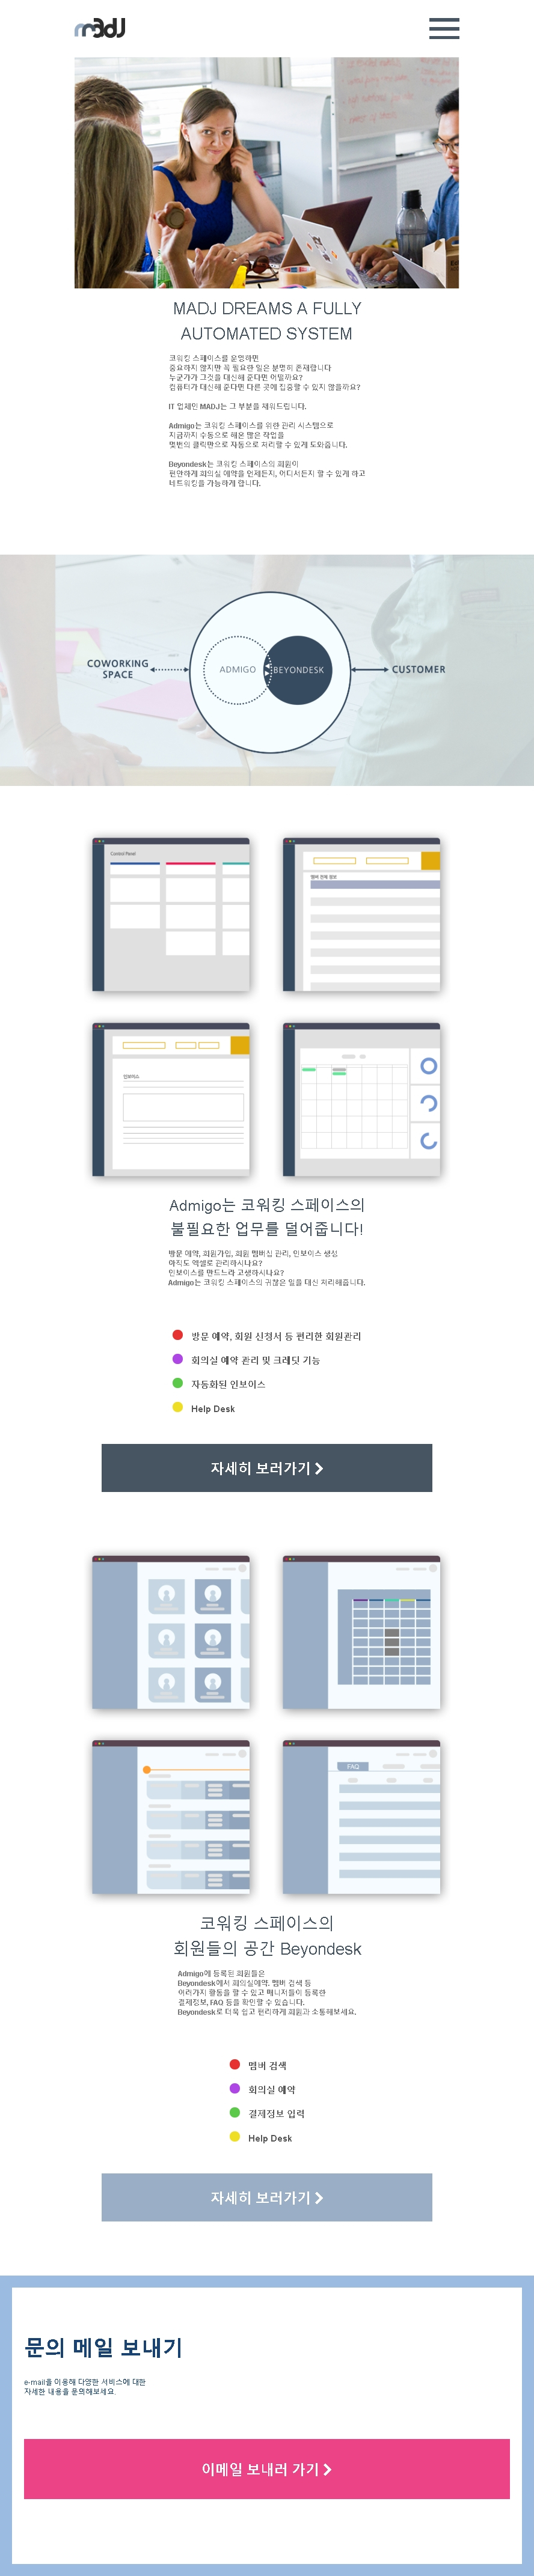 madJ
MADJ DREAMS A FULLY
AUTOMATED SYSTEM
코워킹 스페이스를 운영하면
중요하지 않지만 꼭 필요한 일은 분명히 존재합니다
누군가가 그것을 대신해 준다면 어떨까요?
컴퓨터가 대신해 준다면 다른 곳에 집중할 수 있지 않을까요?
IT 업체인 MADJ는 그 부분을 채워드립니다.
Admigo는 코워킹 스페이스를 위한 관리 시스템으로
지금까지 수동으로 해온 많은 작업을
몇번의 클릭만으로 자동으로 처리할 수 있게 도와줍니다.
Beyondesk는 코워킹 스페이스의 회원이
편안하게 회의실 예약을 언제든지, 어디서든지 할 수 있게 하고
네트워킹을 가능하게 합니다.
COWORKING
SPACE
ADMIGO
BEYONDESK
CUSTOMER
Control Panel
멤버 전체 정보
인보이스
Admigo는 코워킹 스페이스의
불필요한 업무를 덜어줍니다!
방문 예약, 회원가입, 회원 멤버십 관리, 인보이스 생성
아직도 엑셀로 관리하시나요?
인보이스를 만드느라 고생하시나요?
Admigo는 코워킹 스페이스의 귀찮은 일을 대신 처리해줍니다.
방문 예약, 회원 신청서 등 편리한 회원관리
회의실 예약 관리 및 크레딧 기능
자동화된 인보이스
Help Desk
자세히 보러가기
FAQ
코워킹 스페이스의
회원들의 공간 Beyondesk
Admigo에 등록된 회원들은
Beyondesk에서 회의실예약, 멤버 검색 등
여러가지 활동을 할 수 있고 매니저들이 등록한
결제정보, FAQ 등을 확인할 수 있습니다.
Beyondesk로 더욱 쉽고 편리하게 회원과 소통해보세요.
멤버 검색
회의실 예약
결제정보 입력
Help Desk
자세히 보러가기
문의 메일 보내기
e-mail을 이용해 다양한 서비스에 대한
자세한 내용을 문의해보세요.
이메일 보내러 가기